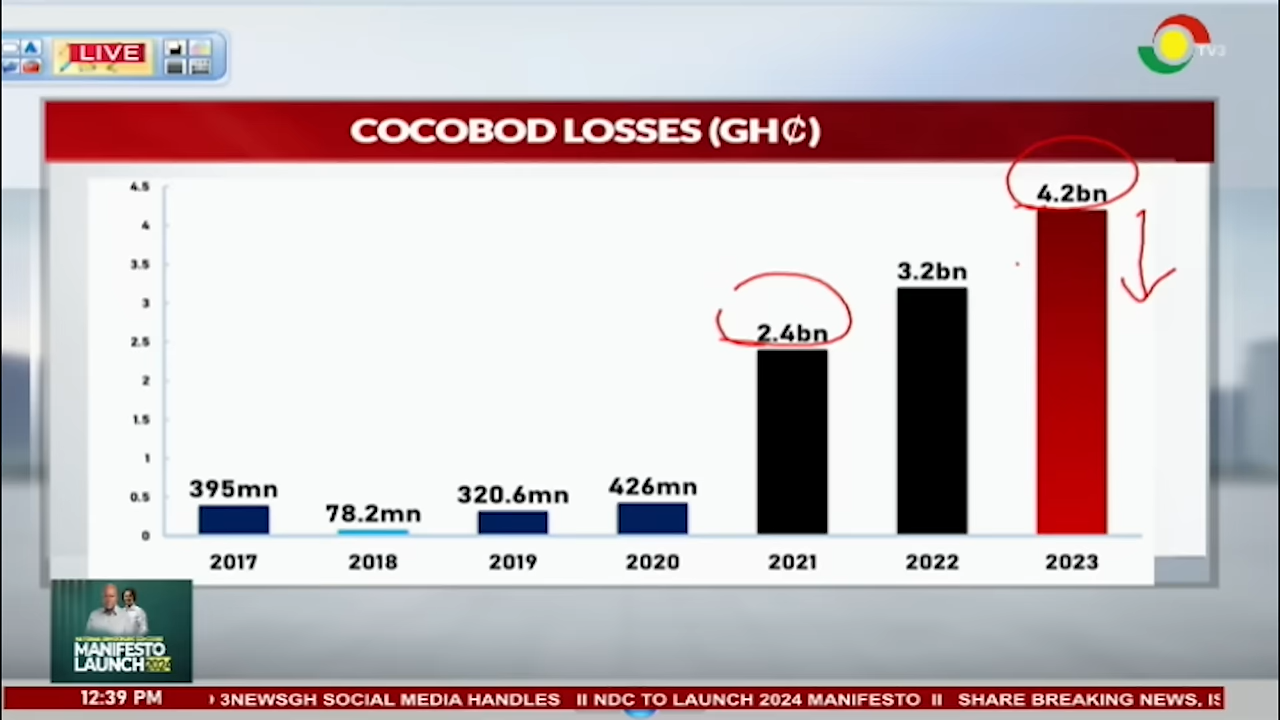 LIVE
TV3
COCOBOD LOSSES (GH₵)
4.5
4
3.5
3
2.5
2
1.5
1
0.5
0
395mn
78.2mn
320.6mn
426mn
2.4bn
3.2bn
4.2bn
2017
2018
2019
2020
2021
2022
2023
MANIFESTO
LAUNCH 2024
12:39 PM
3NEWSGH SOCIAL MEDIA HANDLES II NDC TO LAUNCH 2024 MANIFESTO II SHARE BREAKING NEWS, IS